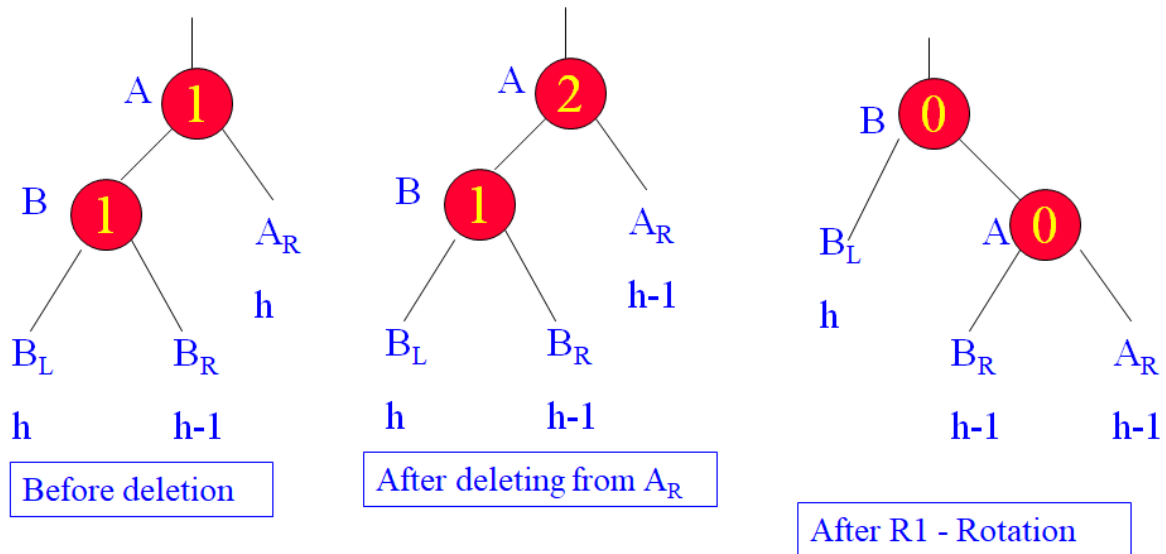 A 1
B 1
A_R
h
B_L B_R
h h-1
Before deletion
A 2
B 1
A_R
h-1
B_L B_R
h h-1
After deleting from A_R
B 0
B_L A 0
h
B_R A_R
h-1 h-1
After R1 - Rotation